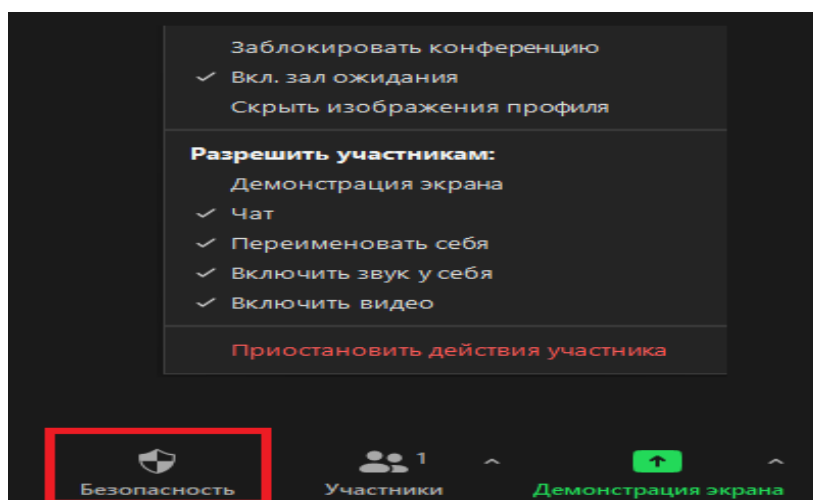 Заблокировать конференцию
✓ Вкл. зал ожидания
Скрыть изображения профиля
Разрешить участникам:
Демонстрация экрана
✓ Чат
✓ Переименовать себя
✓ Включить звук у себя
✓ Включить видео
Приостановить действия участника
1
Безопасность Участники Демонстрация экрана